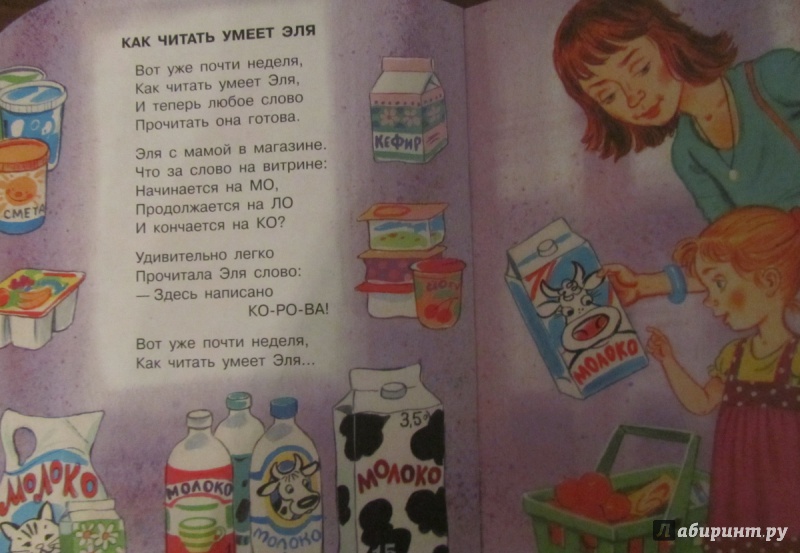 КАК ЧИТАТЬ УМЕЕТ ЭЛЯ
Вот уже почти неделя,
Как читать умеет Эля,
И теперь любое слово
Прочитать она готова.
Эля с мамой в магазине.
Что за слово на витрине:
Начинается на МО,
Продолжается на ЛО
И кончается на КО?
Удивительно легко
Прочитала Эля слово:
— Здесь написано
КО-РО-ВА!
Вот уже почти неделя,
Как читать умеет Эля...
КЕФИР
СМЕТА
МОЛОКО
МОЛОКО
МОЛОКО
МОЛОКО
3,5
МОЛОКО
Лабиринт.ру